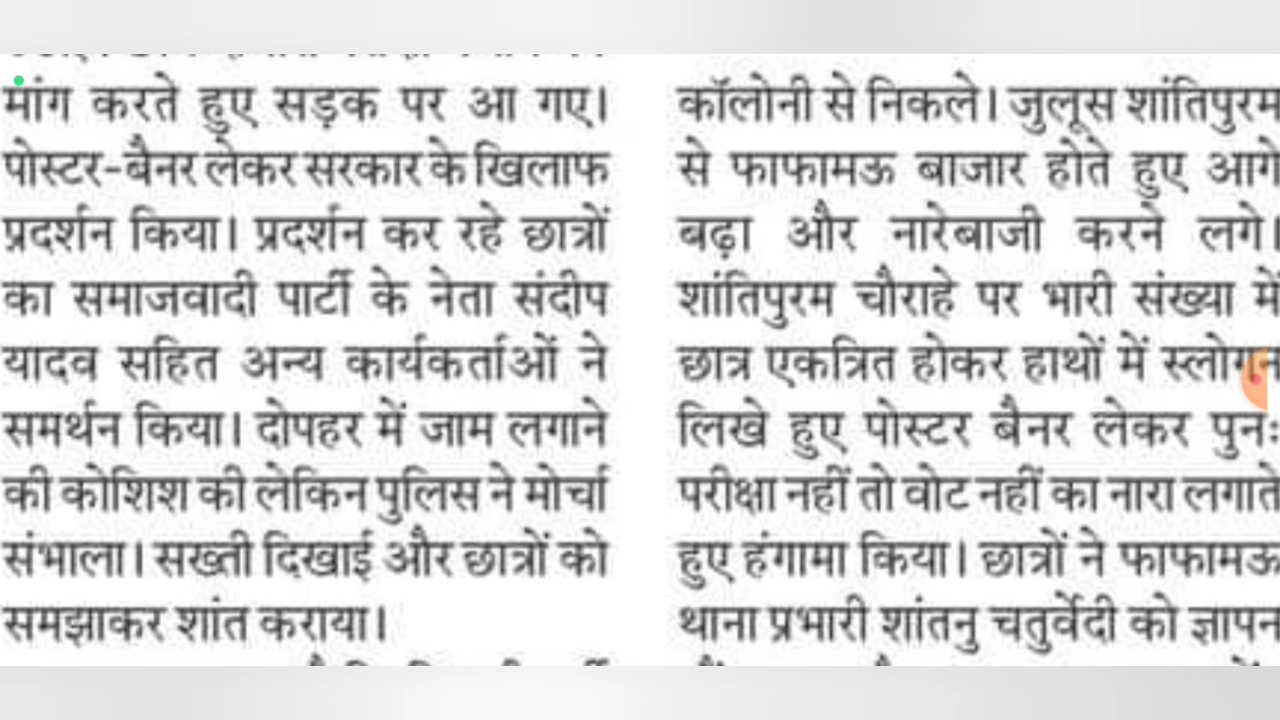 मांग करते हुए सड़क पर आ गए।
पोस्टर-बैनर लेकर सरकार के खिलाफ
प्रदर्शन किया। प्रदर्शन कर रहे छात्रों
का समाजवादी पार्टी के नेता संदीप
यादव सहित अन्य कार्यकर्ताओं ने
समर्थन किया। दोपहर में जाम लगाने
की कोशिश की लेकिन पुलिस ने मोर्चा
संभाला। सख्ती दिखाई और छात्रों को
समझाकर शांत कराया।
कॉलोनी से निकले। जुलूस शांतिपुरम
से फाफामऊ बाजार होते हुए आगे
बढ़ा और नारेबाजी करने लगे।
शांतिपुरम चौराहे पर भारी संख्या में
छात्र एकत्रित होकर हाथों में स्लोगन
लिखे हुए पोस्टर बैनर लेकर पुनः
परीक्षा नहीं तो वोट नहीं का नारा लगाते
हुए हंगामा किया। छात्रों ने फाफामऊ
थाना प्रभारी शांतनु चतुर्वेदी को ज्ञापन